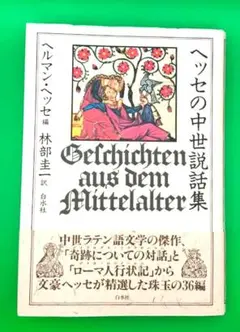 ヘッセの中世説話集
ヘルマン・ヘッセ 編
林部圭一 訳
白水社
Geschichten
aus dem
Mittelalter
中世ラテン語文学の傑作、
「奇跡についての対話」と
「ローマ人行状記」から
文豪ヘッセが精選した珠玉の36編
白水社